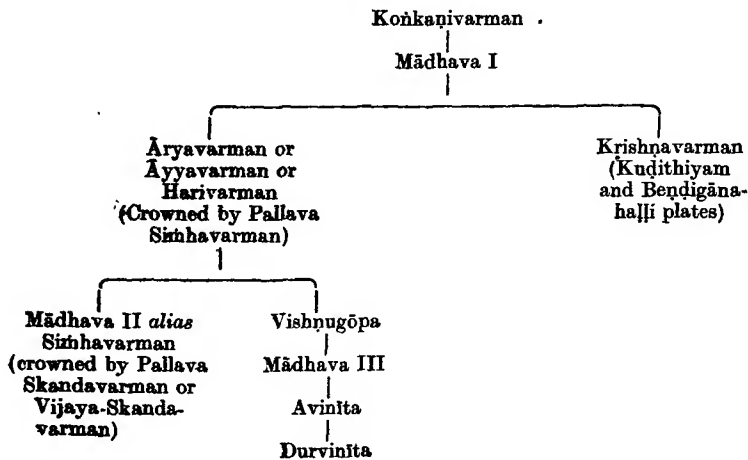 Koṅkaṇivarman .
Mādhava I
Āryavarman or
Āyyavarman or
Harivarman
(Crowned by Pallava
Siṁhavarman)
Kṛishṇavarman
(Kuḍithiyam
and Beṇḍigāna-
haḷḷi plates)
Mādhava II alias
Siṁhavarman
(crowned by Pallava
Skandavarman or
Vijaya-Skanda-
varman)
Vishṇugōpa
Mādhava III
Avinīta
Durvinīta